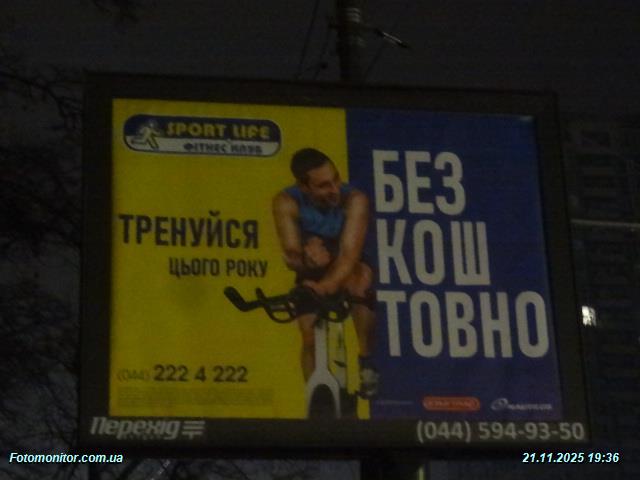 SPORT LIFE
ФІТНЕС КЛУБ
ТРЕНУЙСЯ
ЦЬОГО РОКУ
БЕЗ
КОШ
ТОВНО
(044) 222 4 222
NAUTILUS
Перехід
(044) 594-93-50
Fotomonitor.com.ua
21.11.2025 19:36